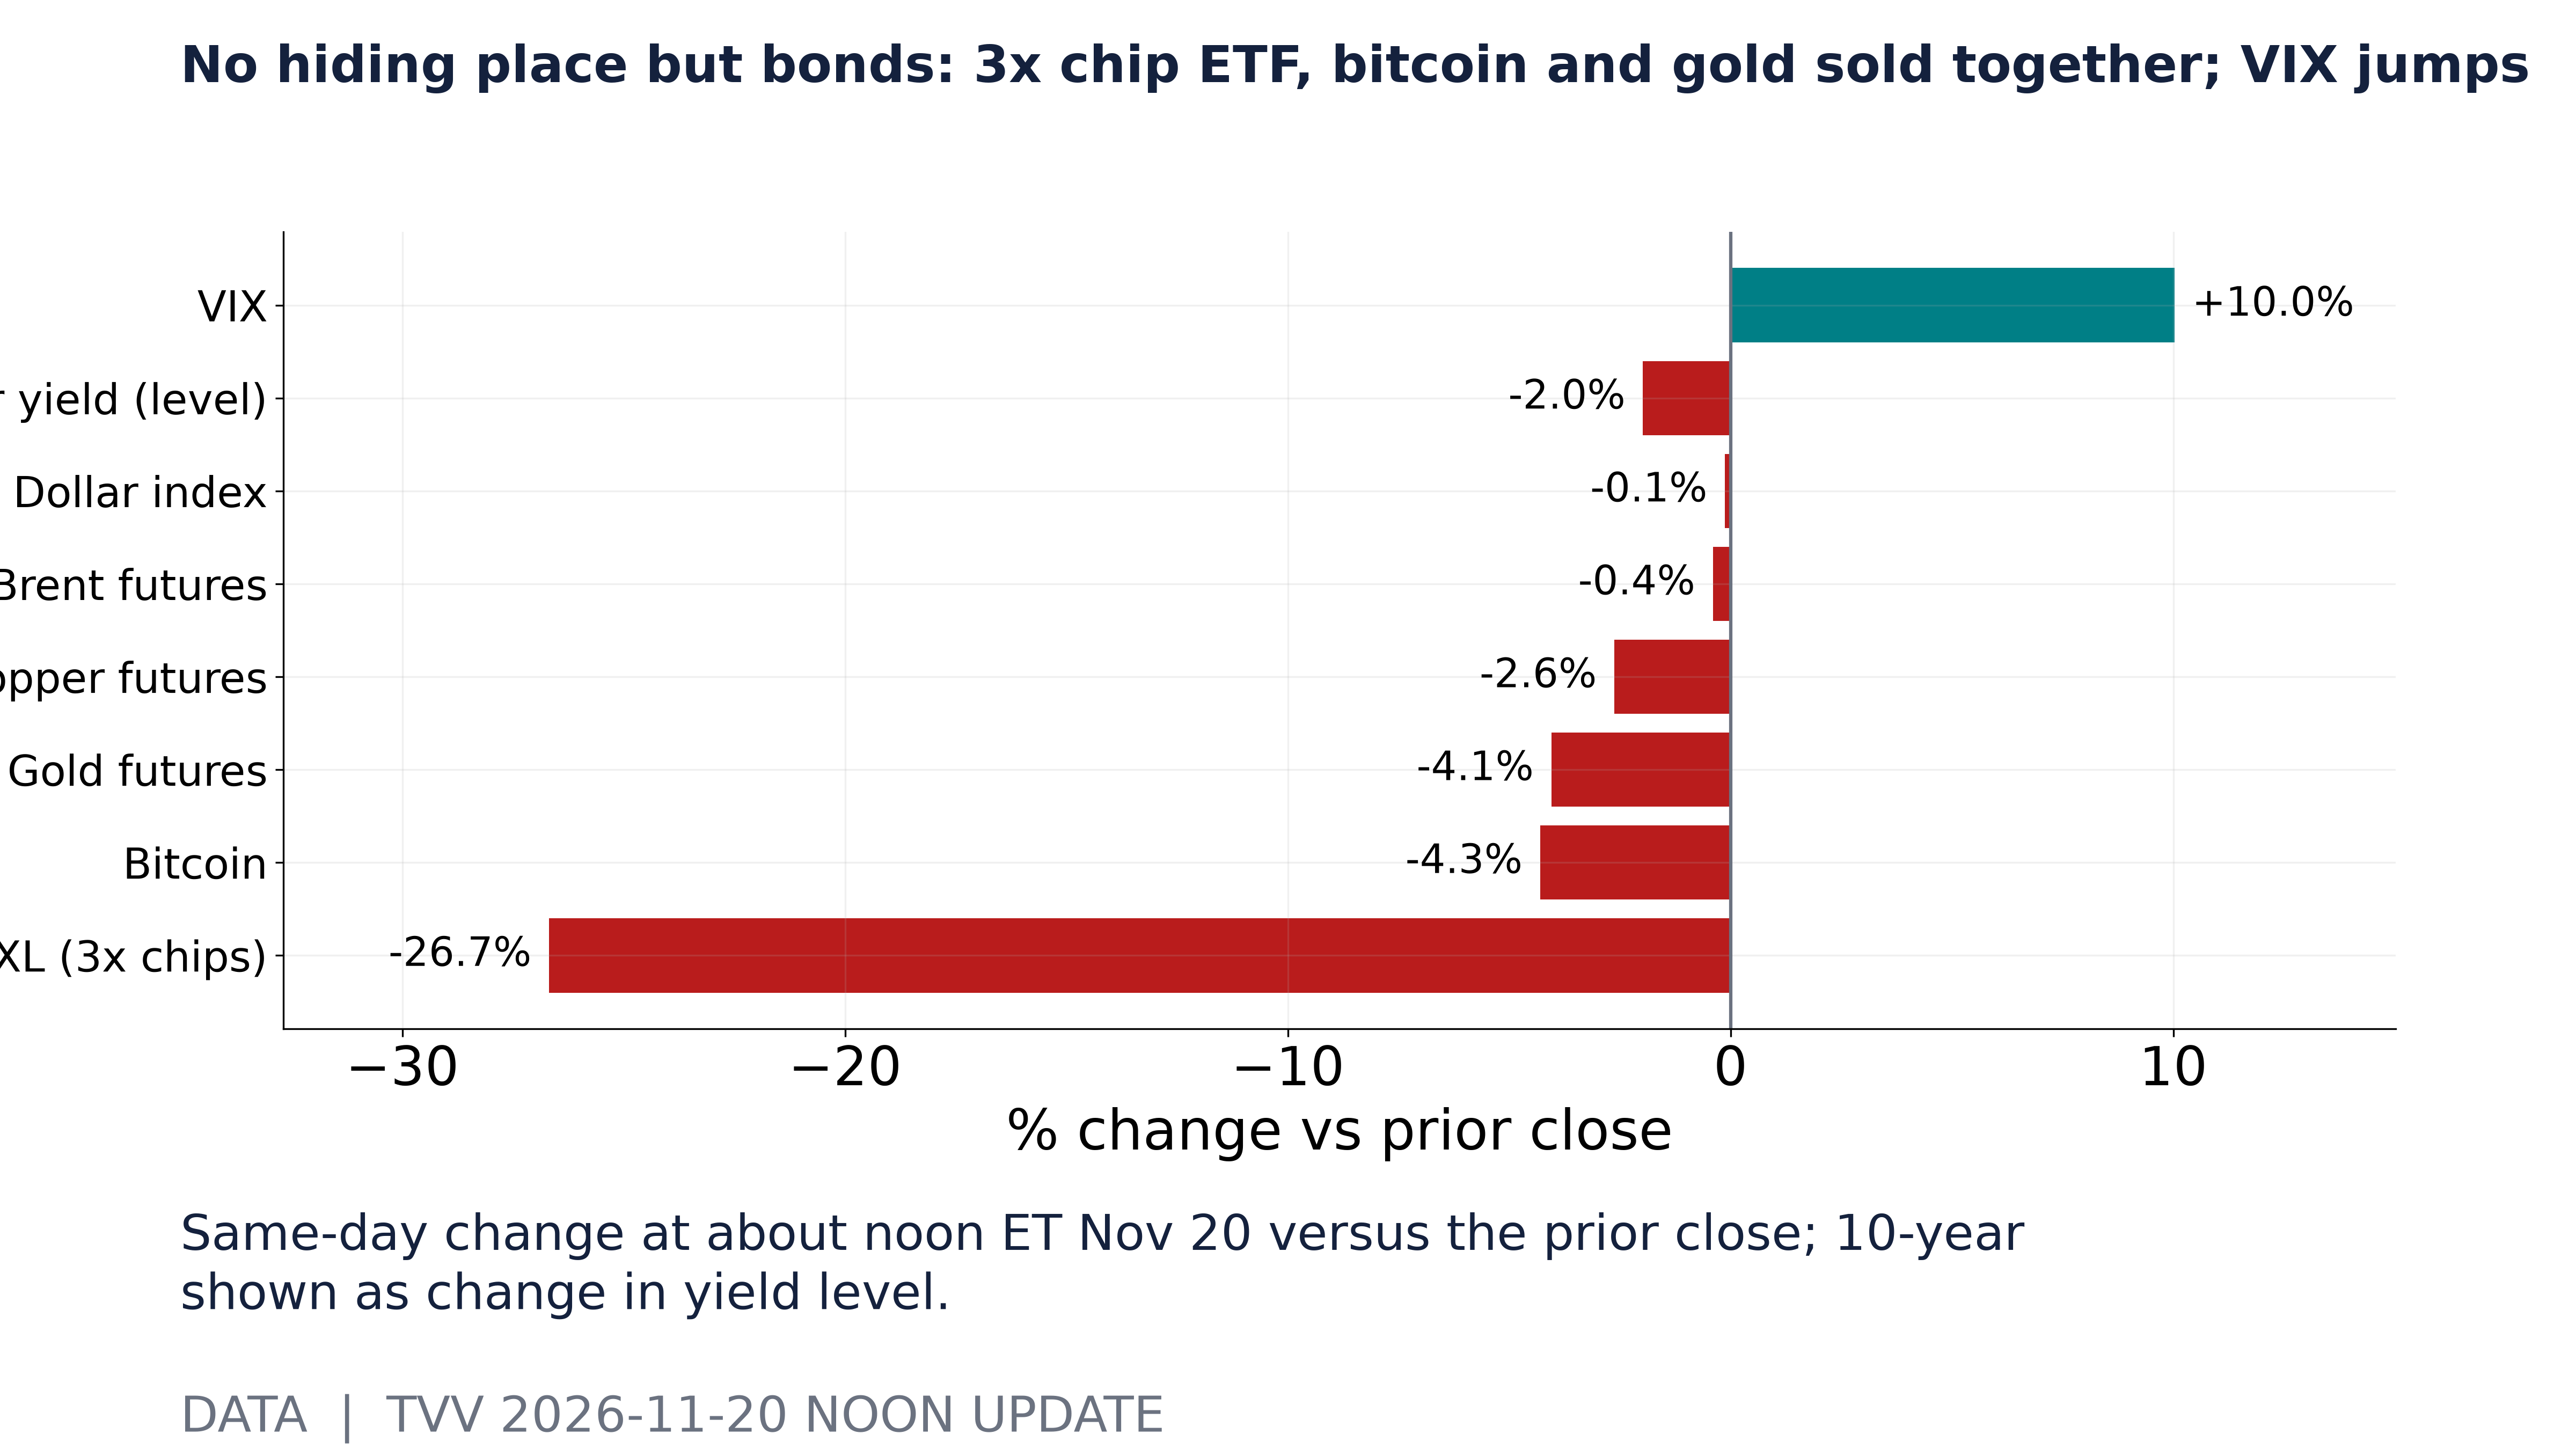 No hiding place but bonds: 3x chip ETF, bitcoin and gold sold together; VIX jumps
VIX
+10.0%
yield (level)
-2.0%
Dollar index
-0.1%
Brent futures
-0.4%
opper futures
-2.6%
Gold futures
-4.1%
Bitcoin
-4.3%
XL (3x chips)
-26.7%
−30 −20 −10 0 10
% change vs prior close
Same-day change at about noon ET Nov 20 versus the prior close; 10-year
shown as change in yield level.
DATA | TVV 2026-11-20 NOON UPDATE